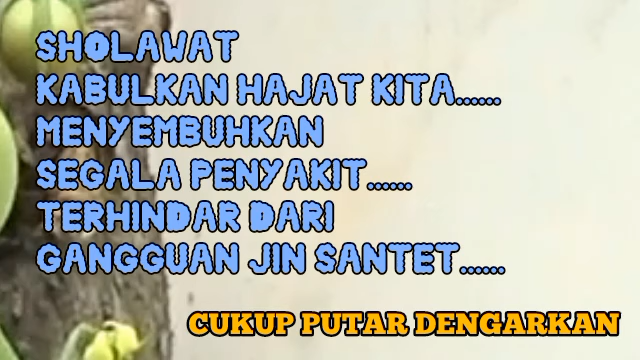 SHOLAWAT
KABULKAN HAJAT KITA......
MENYEMBUHKAN
SEGALA PENYAKIT......
TERHINDAR DARI
GANGGUAN JIN SANTET......
CUKUP PUTAR DENGARKAN